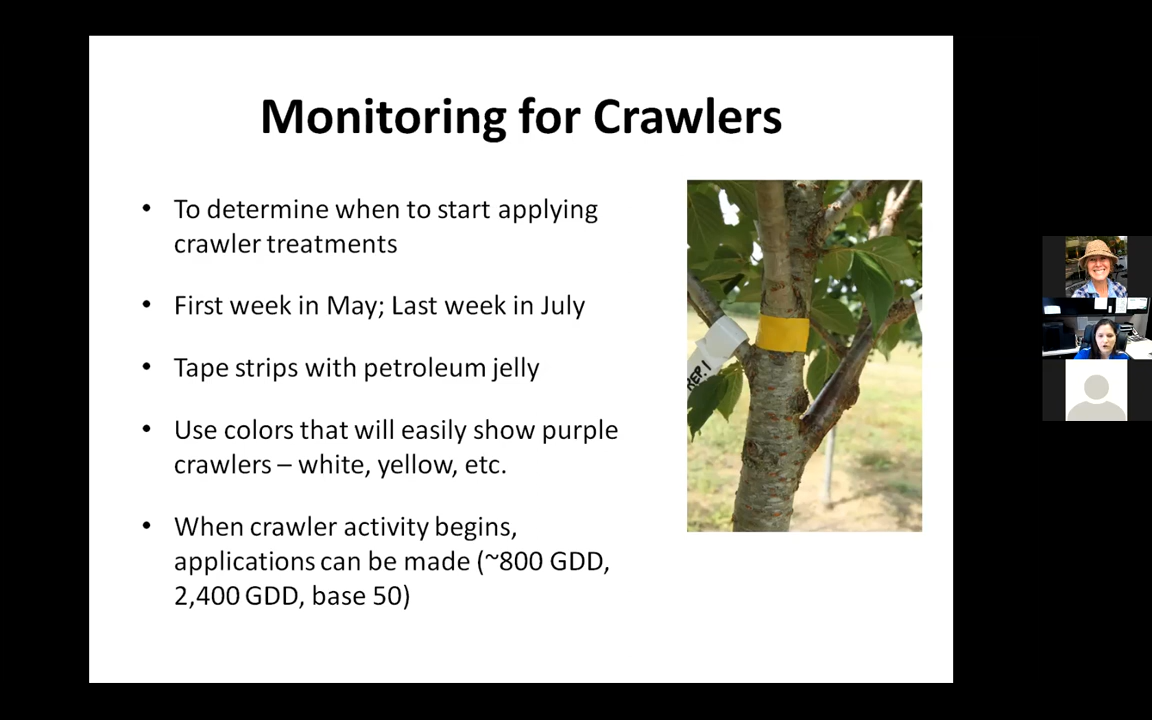 Monitoring for Crawlers
• To determine when to start applying
crawler treatments
• First week in May; Last week in July
• Tape strips with petroleum jelly
• Use colors that will easily show purple
crawlers – white, yellow, etc.
• When crawler activity begins,
applications can be made (~800 GDD,
2,400 GDD, base 50)
REP. 1